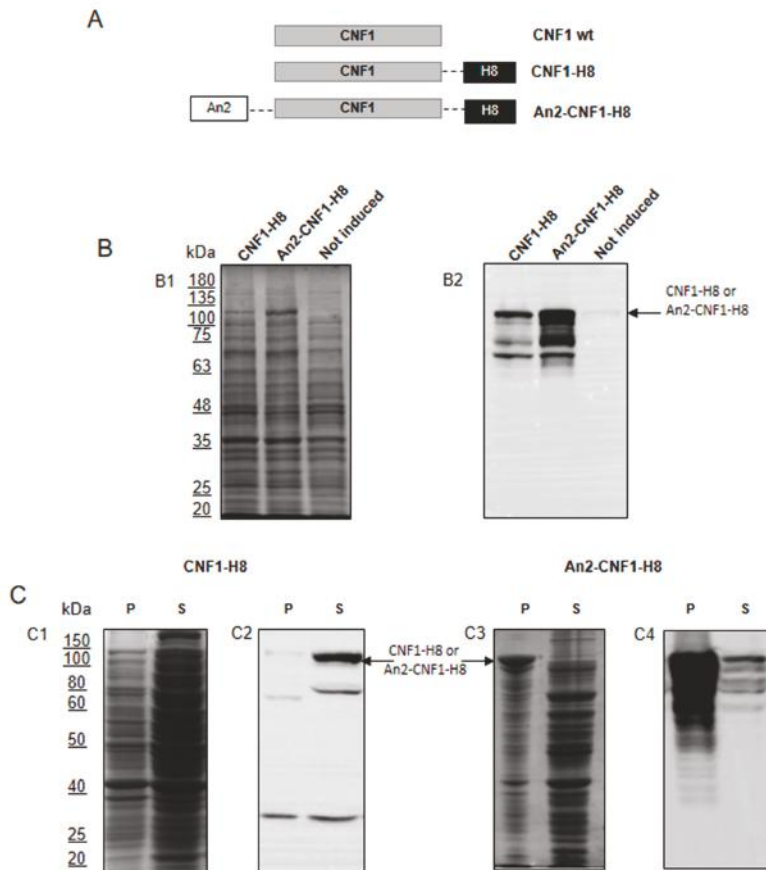 A
CNF1 CNF1 wt
CNF1 H8 CNF1-H8
An2 CNF1 H8 An2-CNF1-H8
B
kDa CNF1-H8 An2-CNF1-H8 Not induced
B1
180
135
100
75
63
48
35
25
20
B2 CNF1-H8 An2-CNF1-H8 Not induced
CNF1-H8 or
An2-CNF1-H8
CNF1-H8 An2-CNF1-H8
C
kDa P S P S P S P S
C1 C2 C3 C4
150
100
80
60
50
40
25
20
CNF1-H8 or
An2-CNF1-H8